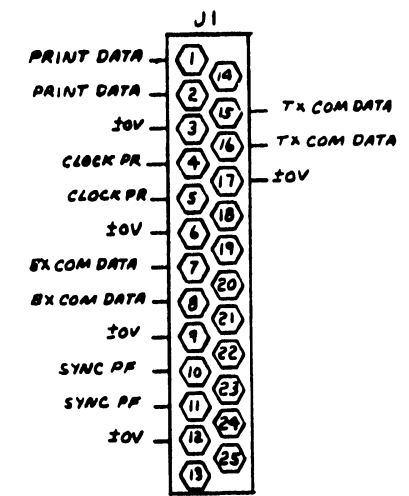 J1
PRINT DATA 1
14
PRINT DATA 2
15 TX COM DATA
±0V 3
16 TX COM DATA
CLOCK PR 4
17 ±0V
CLOCK PR 5
18
±0V 6
19
8X COM DATA 7
20
8X COM DATA 8
21
±0V 9
22
SYNC PF 10
23
SYNC PF 11
24
±0V 12
25
13